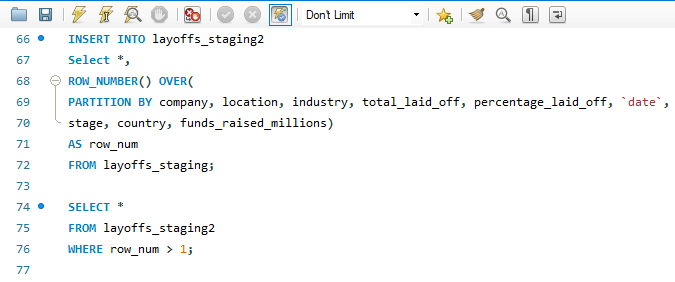 Don't Limit
66 INSERT INTO layoffs_staging2
67 Select *,
68 ROW_NUMBER() OVER(
69 PARTITION BY company, location, industry, total_laid_off, percentage_laid_off, `date`,
70 stage, country, funds_raised_millions)
71 AS row_num
72 FROM layoffs_staging;
73
74 SELECT *
75 FROM layoffs_staging2
76 WHERE row_num > 1;
77